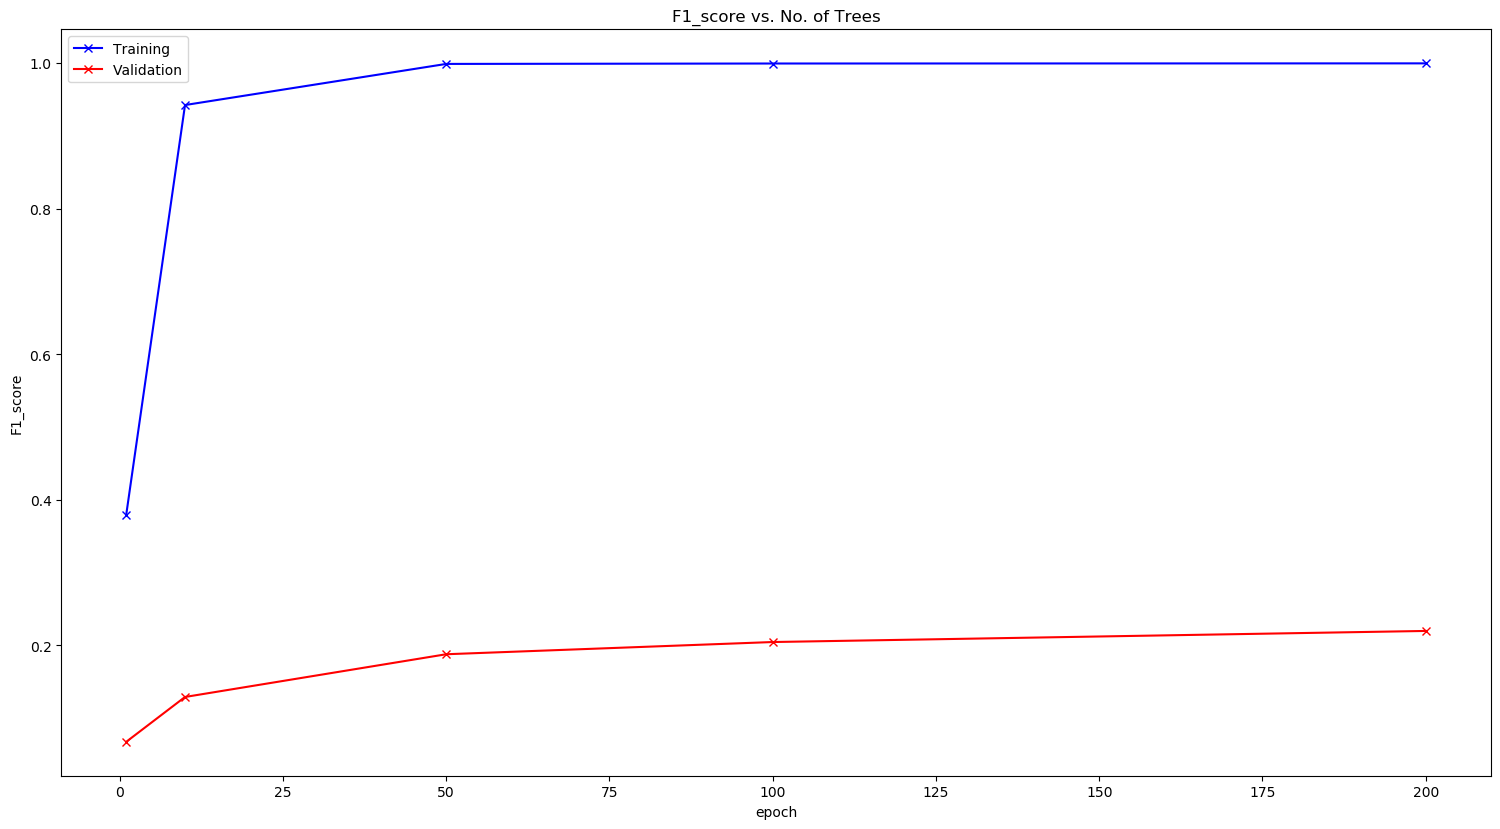 F1_score vs. No. of Trees
Training
Validation
1.0
0.8
0.6
0.4
0.2
F1_score
0 25 50 75 100 125 150 175 200
epoch